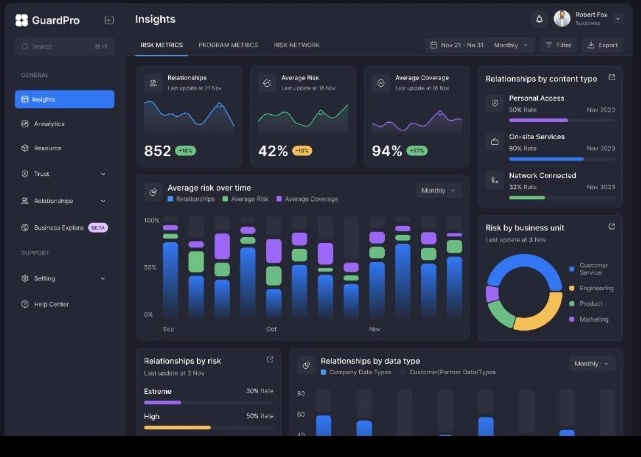 GuardPro
Search
⌘+F
GENERAL
Insights
Analytics
Resource
Trust
Relationships
Business Explore BETA
SUPPORT
Setting
Help Center
Insights
Robert Fox
Bussiness
RISK METRICS PROGRAM METRICS RISK NETWORK
Nov 21 - No 31 Monthly
Filter
Export
Relationships
Last update at 21 Nov
852 +18%
Average Risk
Last update at 18 Nov
42% -10%
Average Coverage
Last update at 16 Nov
94% +27%
Relationships by content type
Personal Access
50% Rate Nov 2023
On-site Services
80% Rate Nov 2023
Network Connected
32% Rate Nov 2023
Average risk over time
Relationships Average Risk Average Coverage
Monthly
100%
50%
0%
Sep Oct Nov
Risk by business unit
Last update at 3 Nov
Customer
Service
Engineering
Product
Marketing
Relationships by risk
Last update at 3 Nov
Extreme 30% Rate
High 50% Rate
Relationships by data type
Company Data Types Customer/Partner Data/Types
Monthly
80
60
40